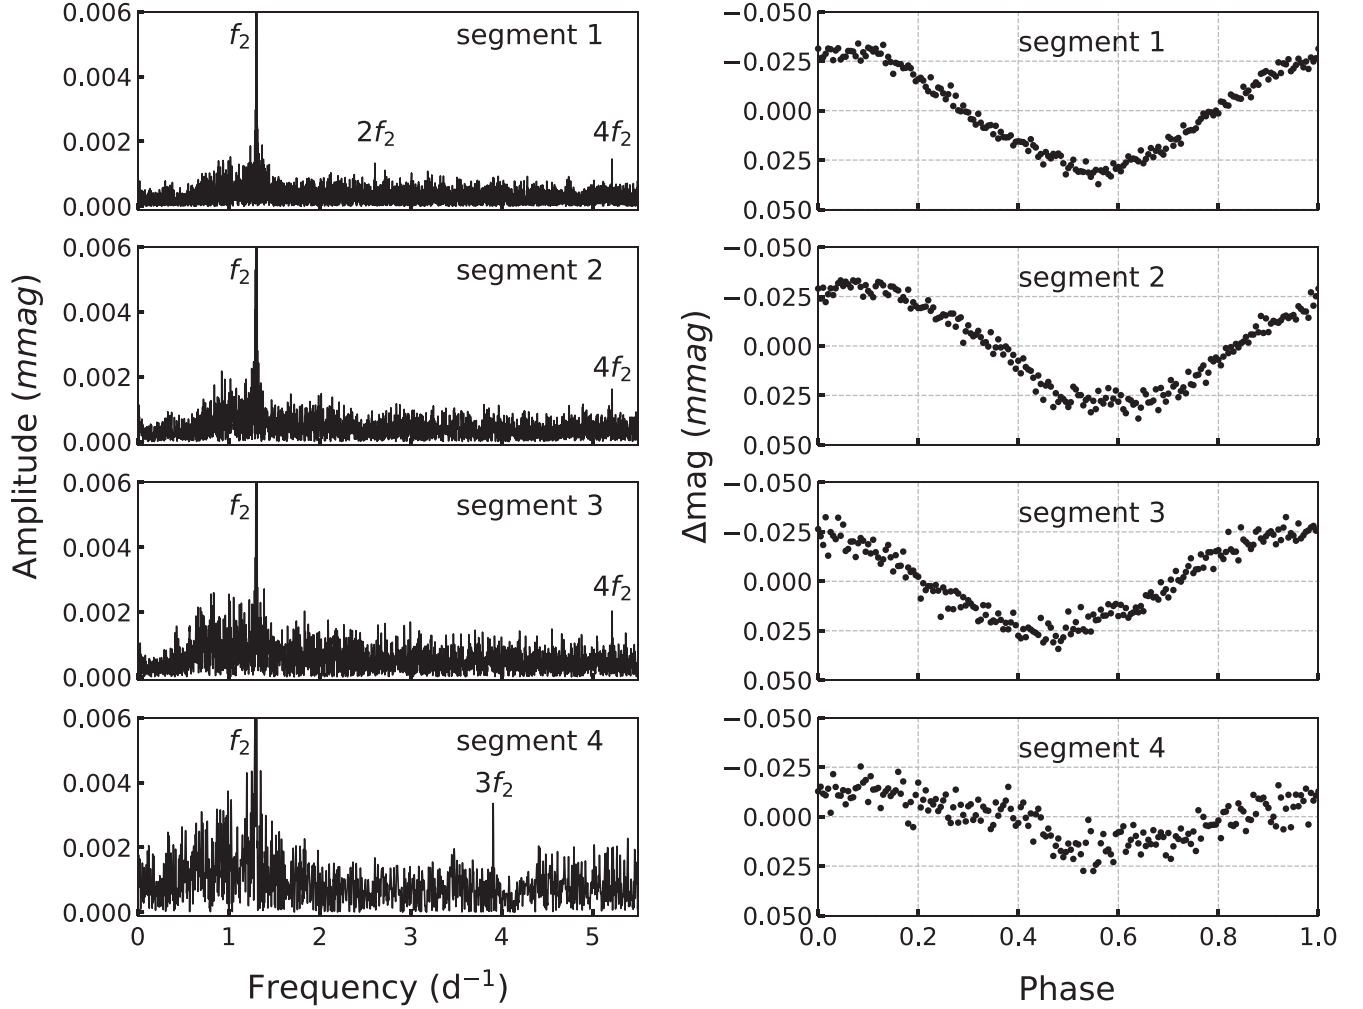 0.006
0.004
0.002
0.000
f₂
segment 1
2f₂
4f₂
−0.050
−0.025
0.000
0.025
0.050
segment 1
0.006
0.004
0.002
0.000
f₂
segment 2
4f₂
−0.050
−0.025
0.000
0.025
0.050
segment 2
Amplitude (mmag)
Δmag (mmag)
0.006
0.004
0.002
0.000
f₂
segment 3
4f₂
−0.050
−0.025
0.000
0.025
0.050
segment 3
0.006
0.004
0.002
0.000
f₂
segment 4
3f₂
0 1 2 3 4 5
Frequency (d⁻¹)
−0.050
−0.025
0.000
0.025
0.050
segment 4
0.0 0.2 0.4 0.6 0.8 1.0
Phase